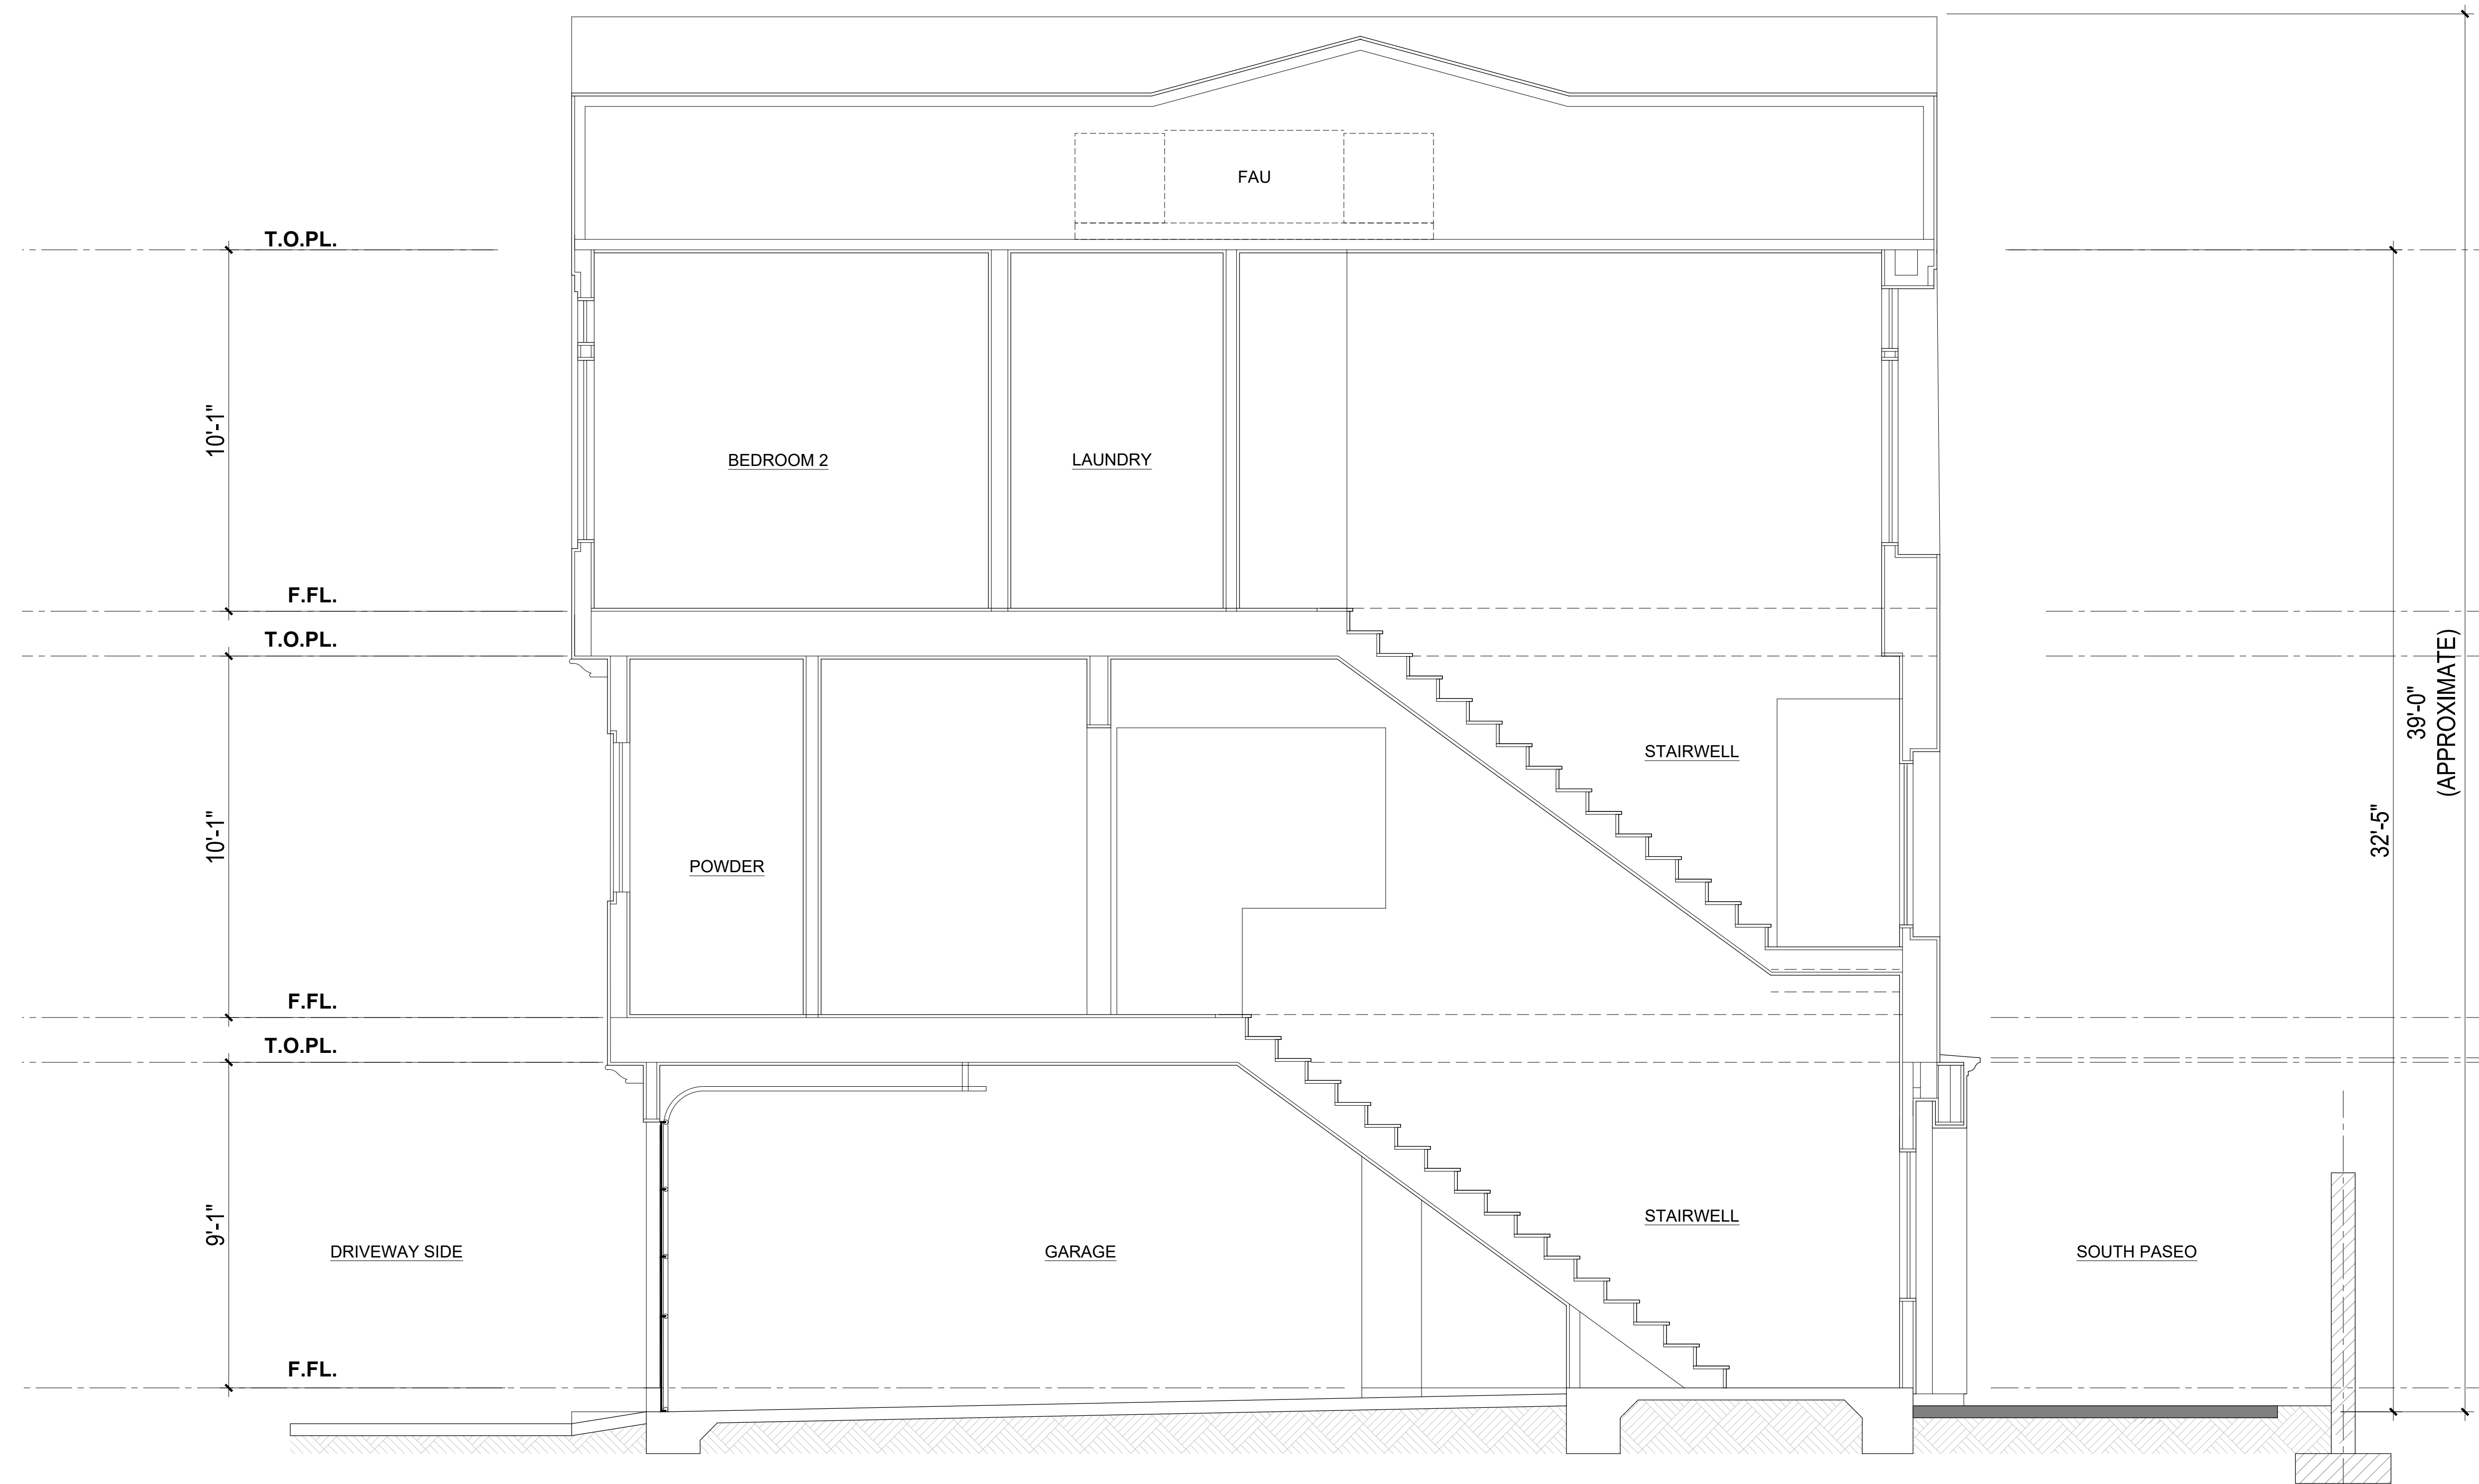 FAU
T.O.PL.
10'-1"
BEDROOM 2
LAUNDRY
F.FL.
T.O.PL.
39'-0"
(APPROXIMATE)
STAIRWELL
32'-5"
10'-1"
POWDER
F.FL.
T.O.PL.
9'-1"
STAIRWELL
DRIVEWAY SIDE
GARAGE
SOUTH PASEO
F.FL.